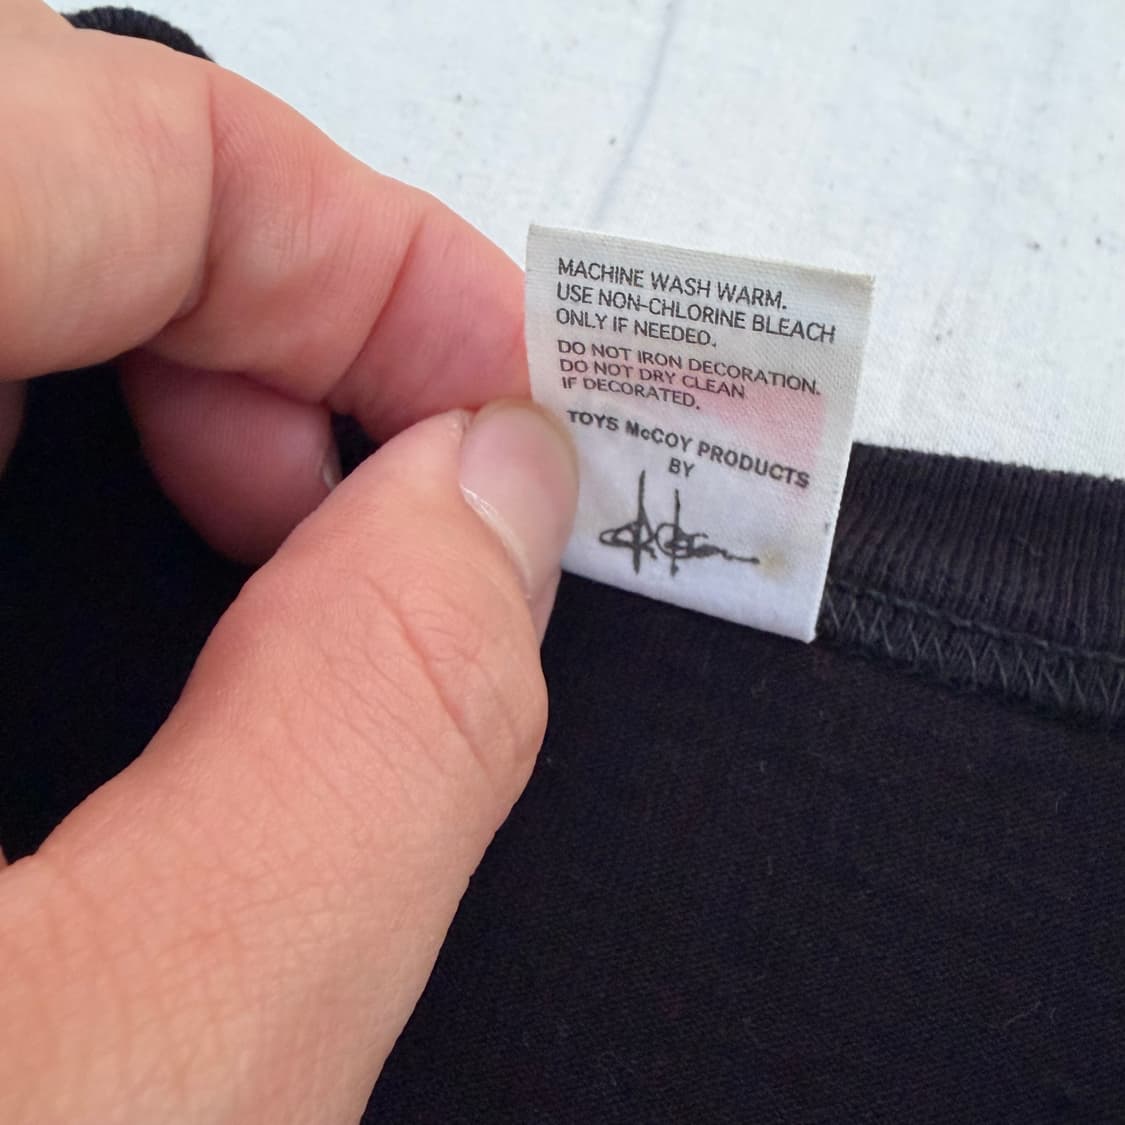 MACHINE WASH WARM.
USE NON-CHLORINE BLEACH
ONLY IF NEEDED.
DO NOT IRON DECORATION.
DO NOT DRY CLEAN
IF DECORATED.
TOYS McCOY PRODUCTS
BY